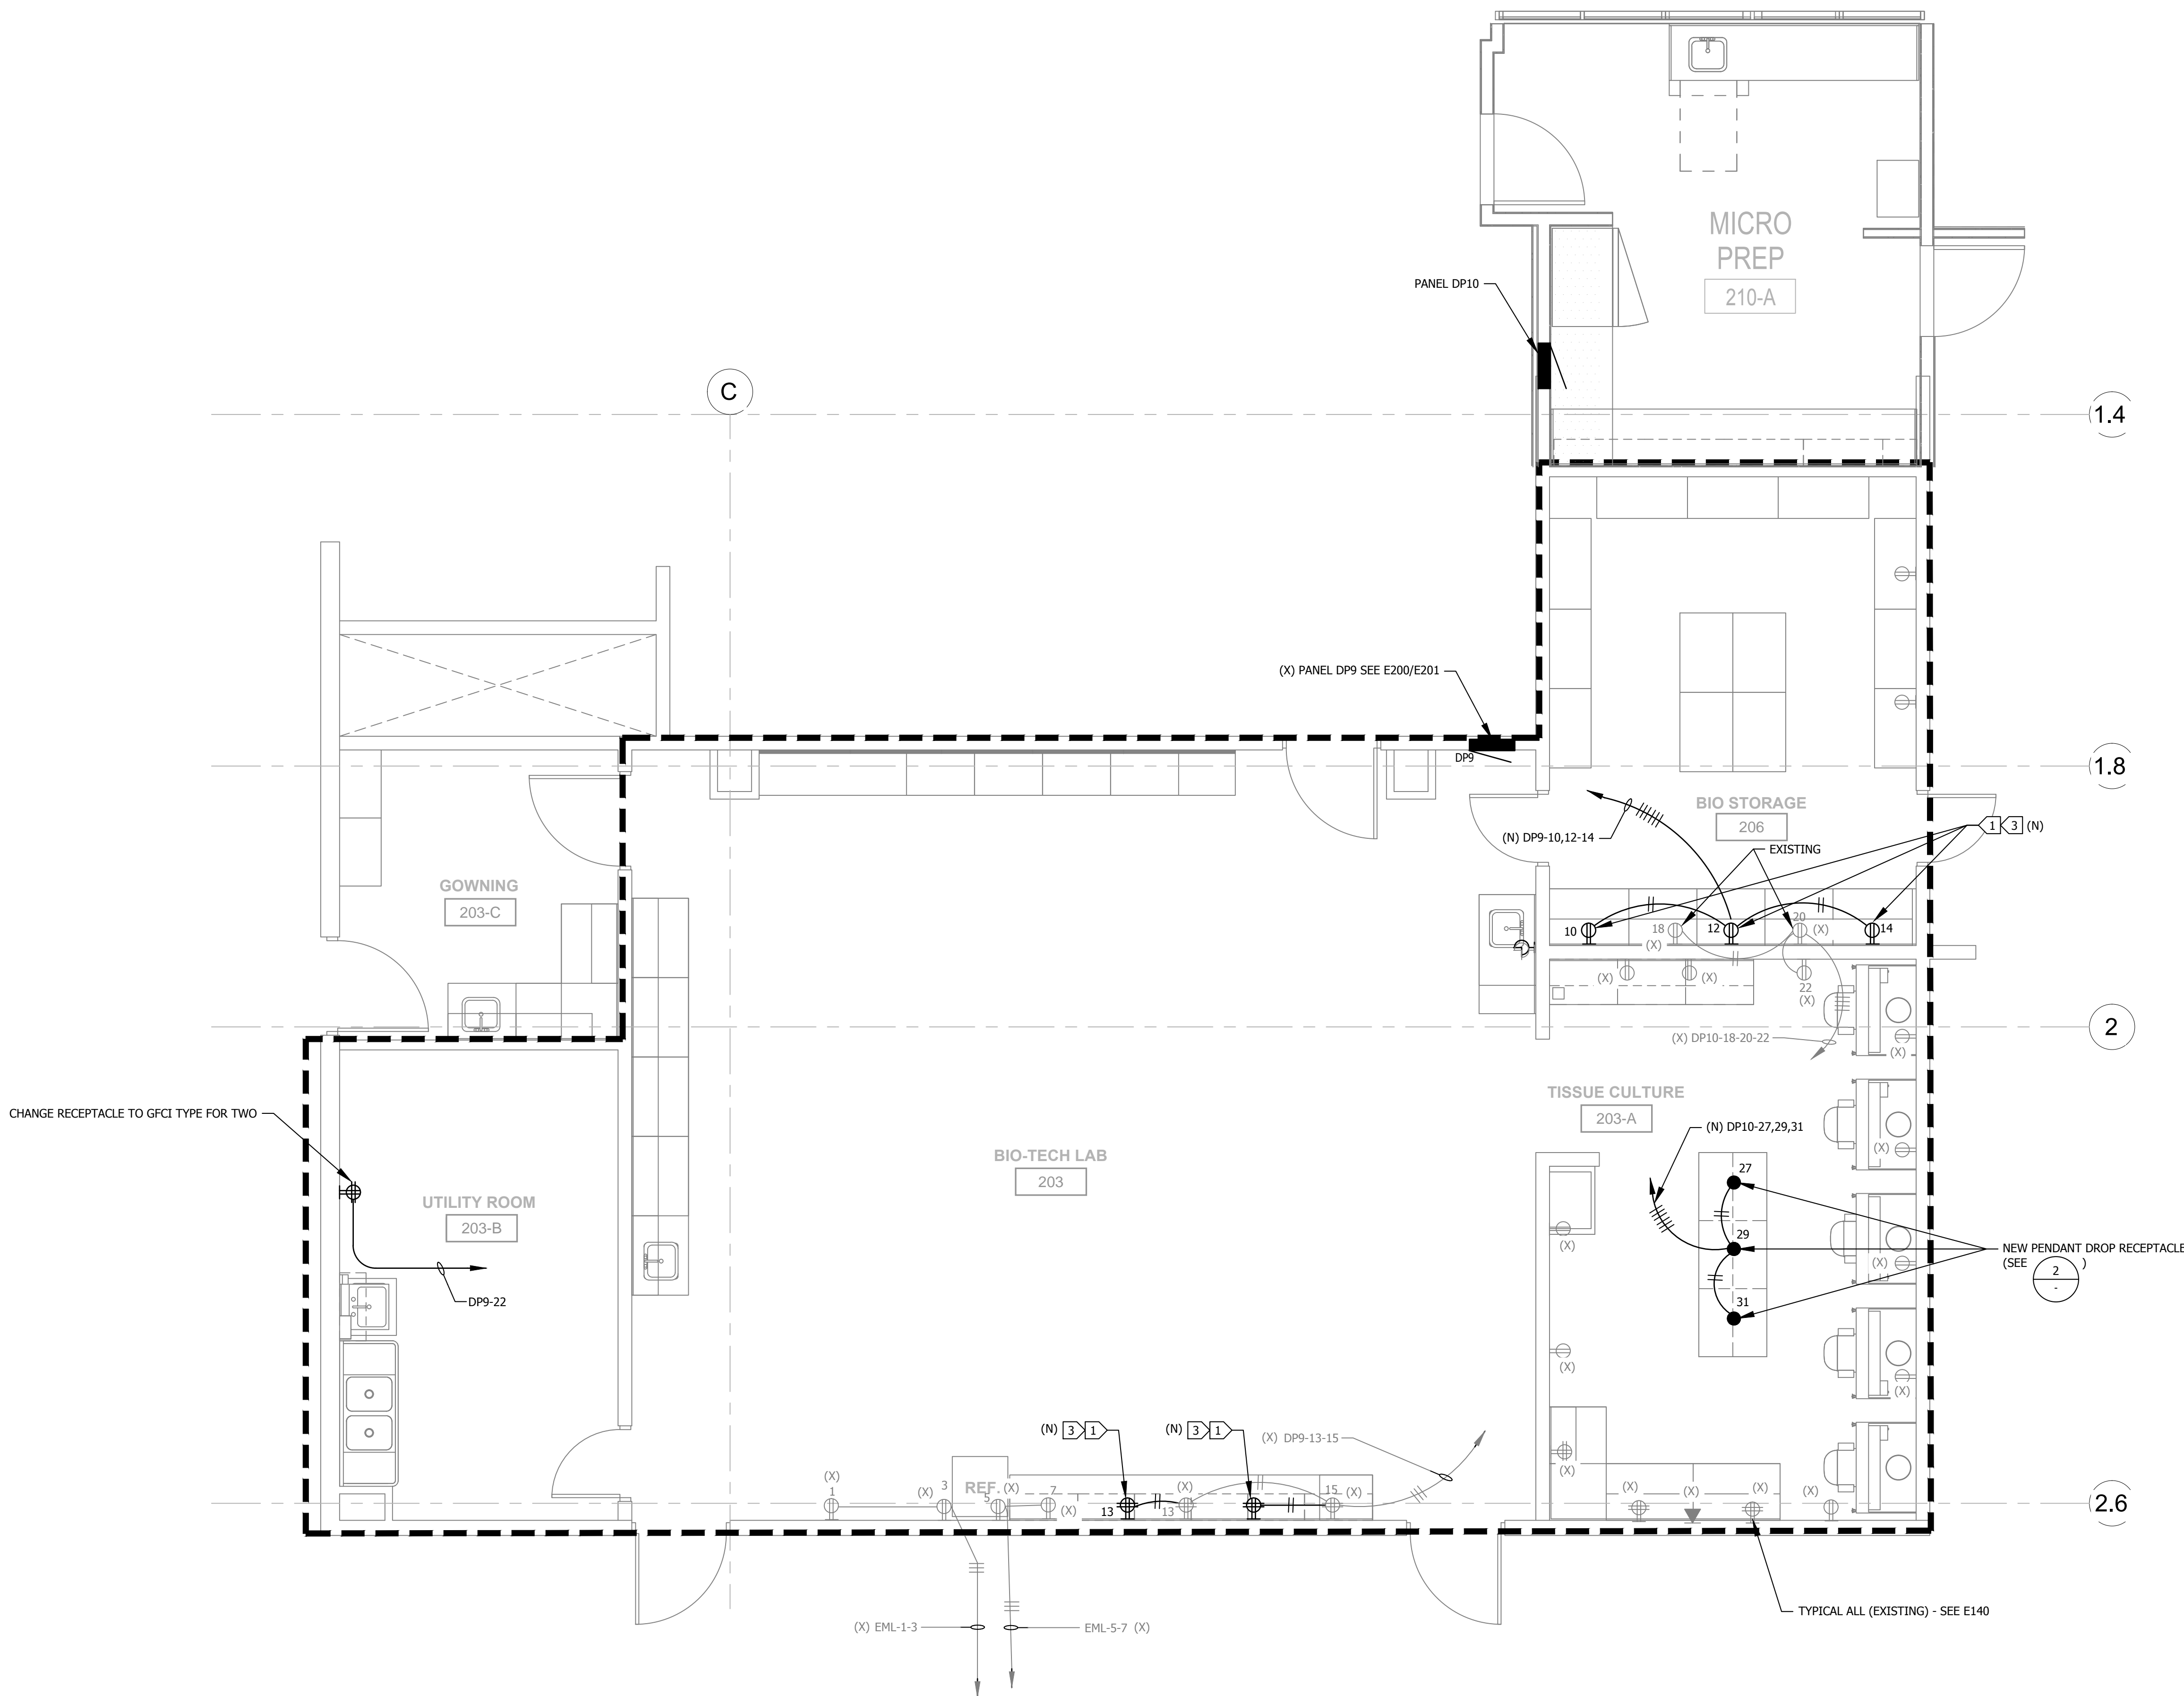 MICRO
PREP
210-A
PANEL DP10
C
1.4
(X) PANEL DP9 SEE E200/E201
DP9
1.8
BIO STORAGE
206
(N) DP9-10,12-14
1 3 (N)
EXISTING
GOWNING
203-C
10
18
(X)
12
20
(X)
14
(X)
(X)
22
(X)
2
(X) DP10-18-20-22
(X)
TISSUE CULTURE
203-A
CHANGE RECEPTACLE TO GFCI TYPE FOR TWO
(N) DP10-27,29,31
(X)
BIO-TECH LAB
203
27
UTILITY ROOM
203-B
29
(X)
(X)
NEW PENDANT DROP RECEPTACLE
(SEE 2 )
-
DP9-22
31
(X)
(X)
(N) 3 1
(N) 3 1
(X) DP9-13-15
(X)
(X)
1
(X) 3
REF. (X)
5
7
(X)
13
(X)
13
15
(X)
(X)
(X)
(X)
(X)
2.6
TYPICAL ALL (EXISTING) - SEE E140
(X) EML-1-3
EML-5-7 (X)